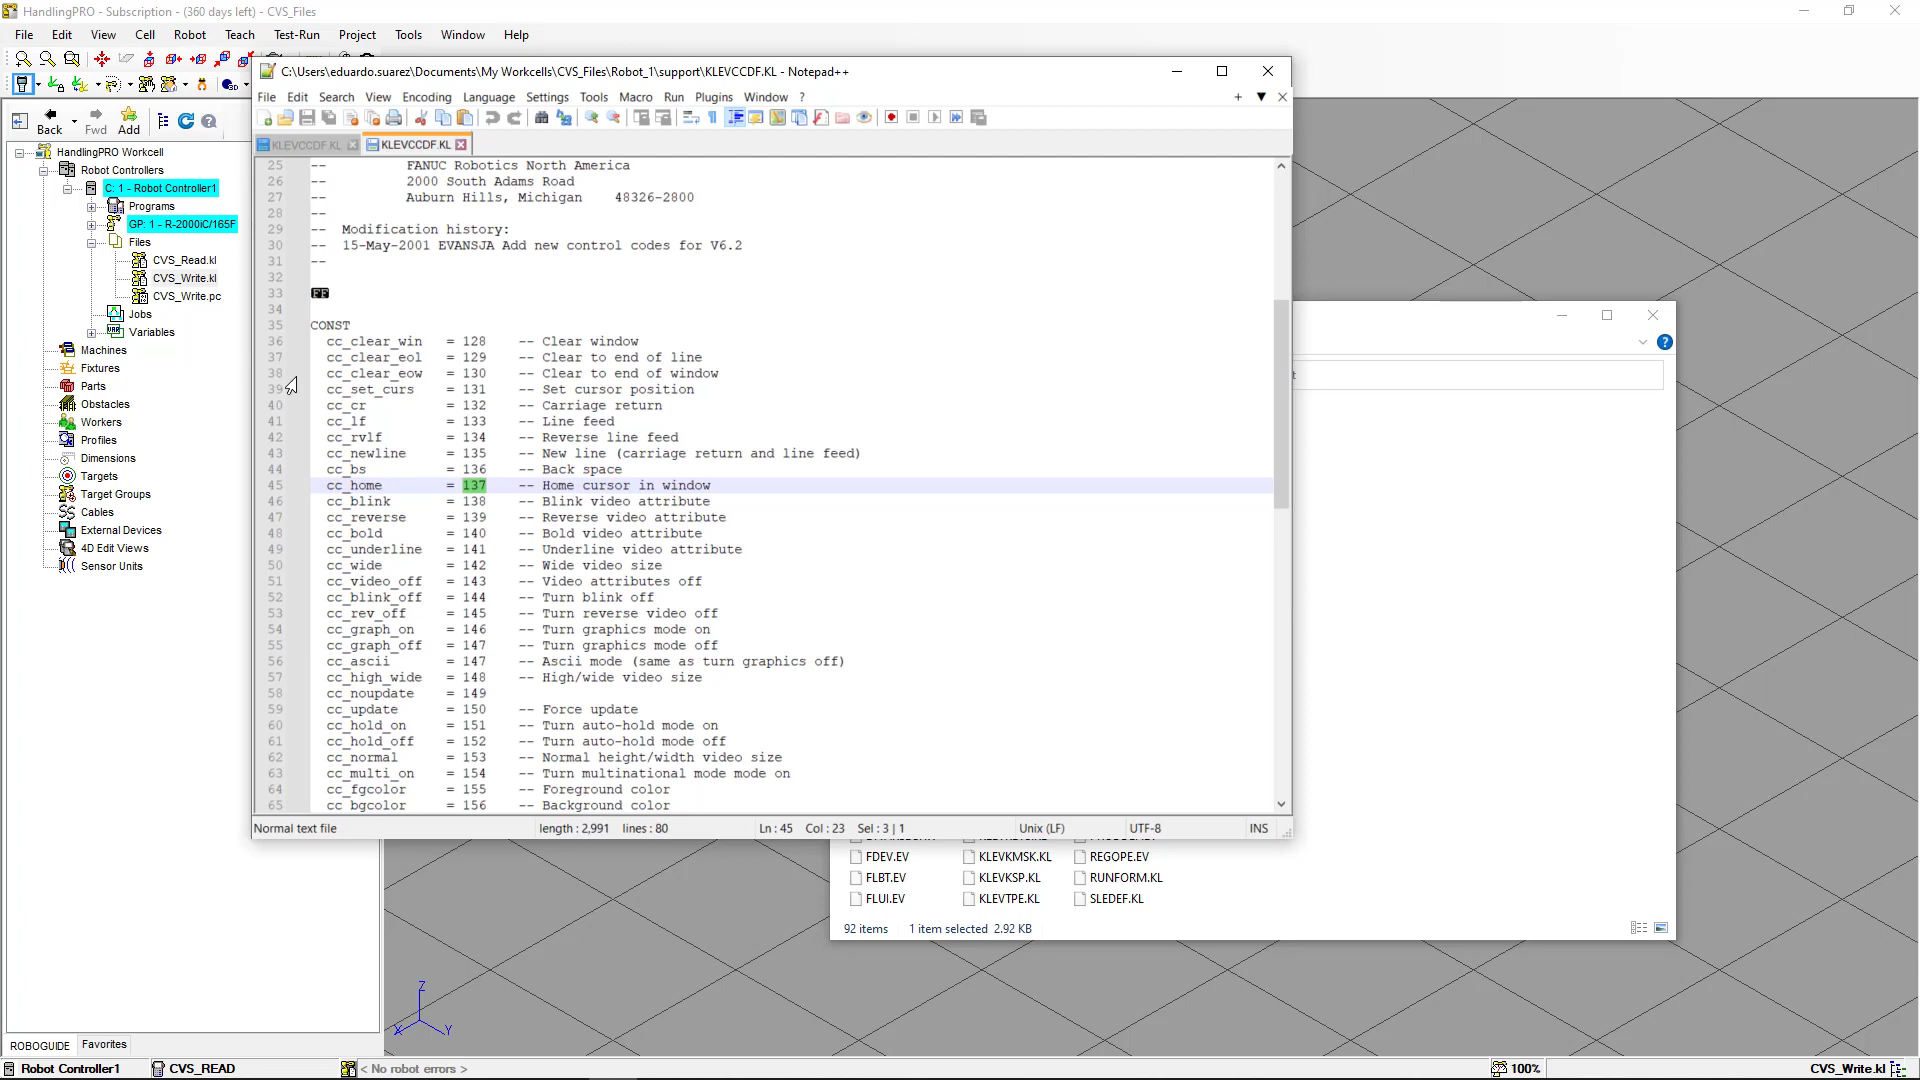 HandlingPRO - Subscription - (360 days left) - CVS_Files
File Edit View Cell Robot Teach Test-Run Project Tools Window Help
Back Fwd Add
HandlingPRO Workcell
Robot Controllers
C: 1 - Robot Controller1
Programs
GP: 1 - R-2000iC/165F
Files
CVS_Read.kl
CVS_Write.kl
CVS_Write.pc
Jobs
Variables
Machines
Fixtures
Parts
Obstacles
Workers
Profiles
Dimensions
Targets
Target Groups
Cables
External Devices
4D Edit Views
Sensor Units
C:\Users\eduardo.suarez\Documents\My Workcells\CVS_Files\Robot_1\support\KLEVCCDF.KL - Notepad++
File Edit Search View Encoding Language Settings Tools Macro Run Plugins Window ?
KLEVCCDF.KL KLEVCCDF.KL
25 -- FANUC Robotics North America
26 -- 2000 South Adams Road
27 -- Auburn Hills, Michigan 48326-2800
28 --
29 -- Modification history:
30 -- 15-May-2001 EVANSJA Add new control codes for V6.2
31 --
32
33 FF
34
35 CONST
36 cc_clear_win = 128 -- Clear window
37 cc_clear_eol = 129 -- Clear to end of line
38 cc_clear_eow = 130 -- Clear to end of window
39 cc_set_curs = 131 -- Set cursor position
40 cc_cr = 132 -- Carriage return
41 cc_lf = 133 -- Line feed
42 cc_rvlf = 134 -- Reverse line feed
43 cc_newline = 135 -- New line (carriage return and line feed)
44 cc_bs = 136 -- Back space
45 cc_home = 137 -- Home cursor in window
46 cc_blink = 138 -- Blink video attribute
47 cc_reverse = 139 -- Reverse video attribute
48 cc_bold = 140 -- Bold video attribute
49 cc_underline = 141 -- Underline video attribute
50 cc_wide = 142 -- Wide video size
51 cc_video_off = 143 -- Video attributes off
52 cc_blink_off = 144 -- Turn blink off
53 cc_rev_off = 145 -- Turn reverse video off
54 cc_graph_on = 146 -- Turn graphics mode on
55 cc_graph_off = 147 -- Turn graphics mode off
56 cc_ascii = 147 -- Ascii mode (same as turn graphics off)
57 cc_high_wide = 148 -- High/wide video size
58 cc_noupdate = 149
59 cc_update = 150 -- Force update
60 cc_hold_on = 151 -- Turn auto-hold mode on
61 cc_hold_off = 152 -- Turn auto-hold mode off
62 cc_normal = 153 -- Normal height/width video size
63 cc_multi_on = 154 -- Turn multinational mode mode on
64 cc_fgcolor = 155 -- Foreground color
65 cc_bgcolor = 156 -- Background color
Normal text file length : 2,991 lines : 80 Ln : 45 Col : 23 Sel : 3 | 1 Unix (LF) UTF-8 INS
FDEV.EV KLEVKMSK.KL REGOPE.EV
FLBT.EV KLEVKSP.KL RUNFORM.KL
FLUI.EV KLEVTPE.KL SLEDEF.KL
92 items 1 item selected 2.92 KB
Z
X Y
ROBOGUIDE Favorites
Robot Controller1 CVS_READ < No robot errors > 100% CVS_Write.kl